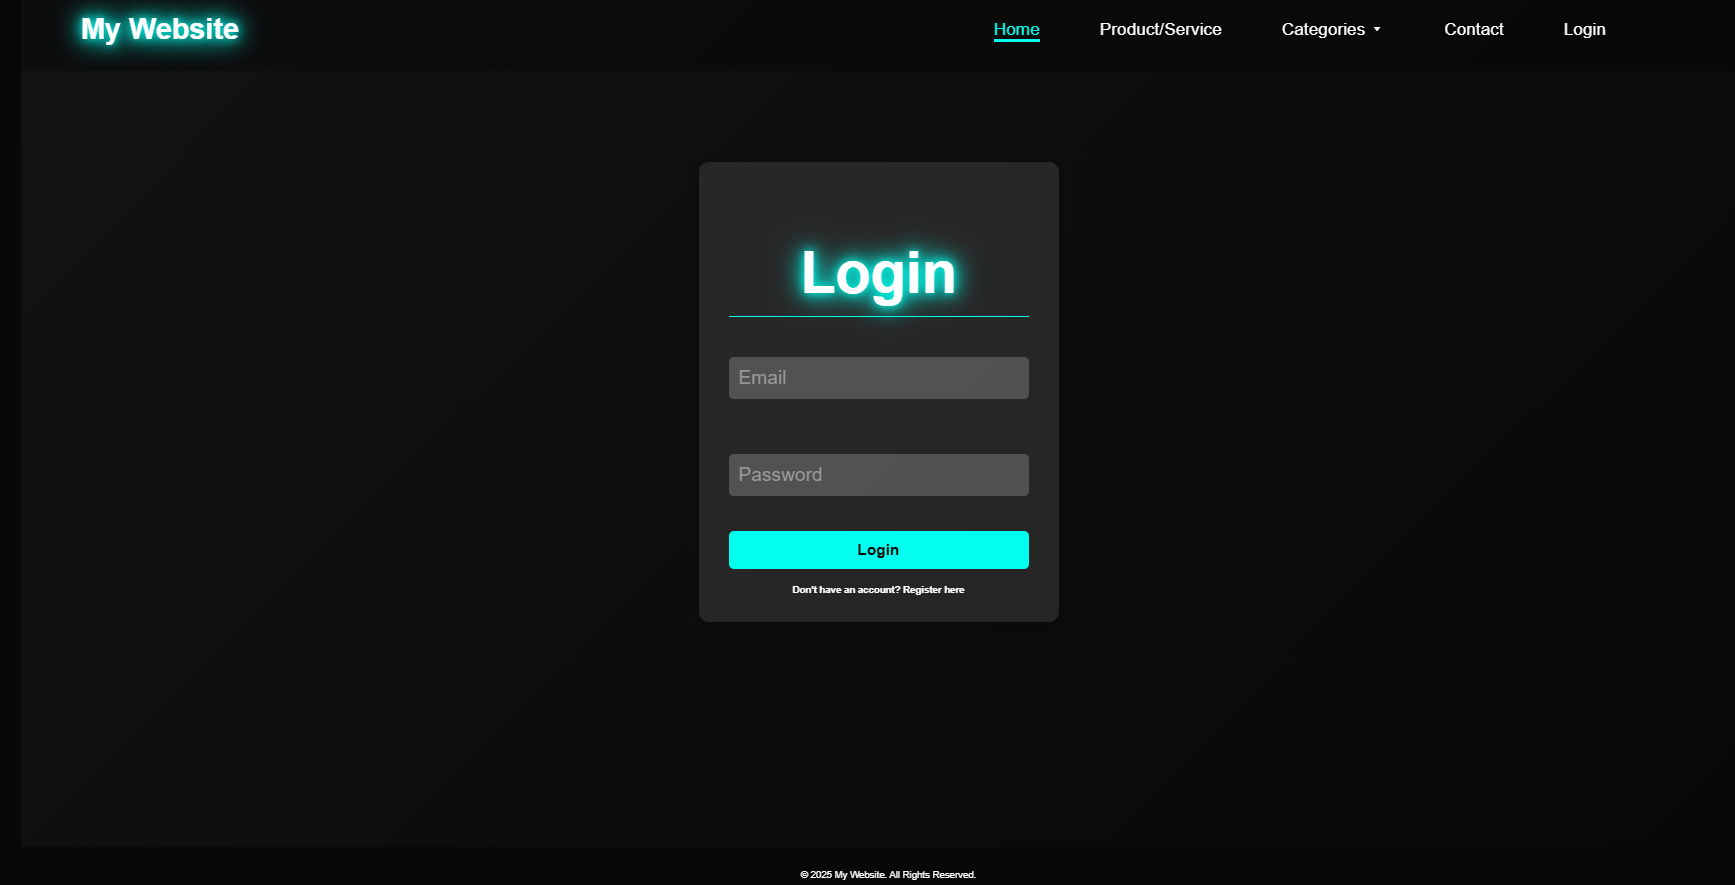 My Website
Home
Product/Service
Categories
Contact
Login
Login
Email
Password
Login
Don't have an account? Register here
© 2025 My Website. All Rights Reserved.